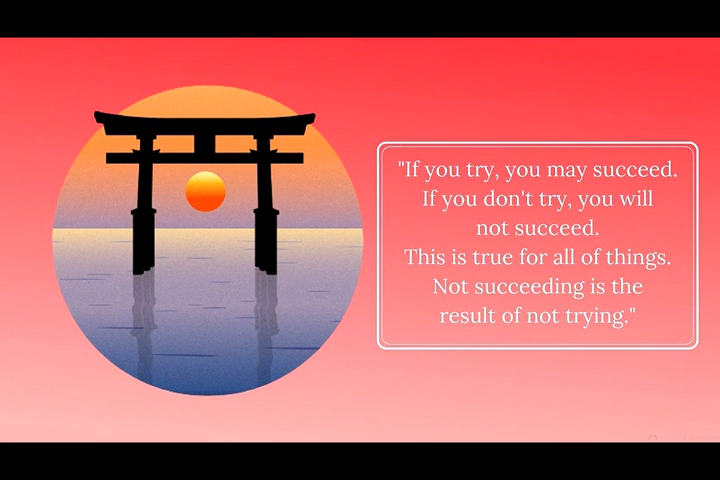 "If you try, you may succeed.
If you don't try, you will
not succeed.
This is true for all of things.
Not succeeding is the
result of not trying."